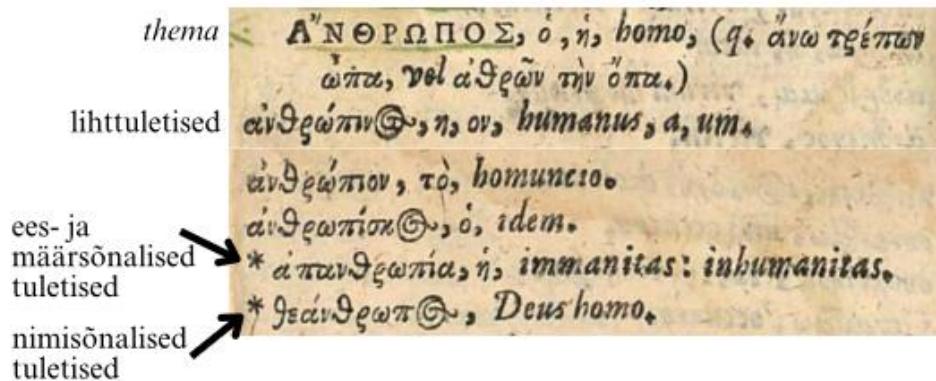 thema ἌΝΘΡΩΠΟΣ, ὁ, ἡ, homo, (q. ἄνω τρέπων
ὦπα, vel ἀθρῶν τὴν ὄπα.)
lihttuletised ἀνθρώπινος, η, ον, humanus, a, um.
ἀνθρώπιον, τὸ, homuncio.
ἀνθρωπίσκος, ὁ, idem.
ees- ja
määrsõnalised
tuletised
* ἀπανθρωπία, ἡ, immanitas: inhumanitas.
* θεάνθρωπος, Deus homo.
nimisõnalised
tuletised